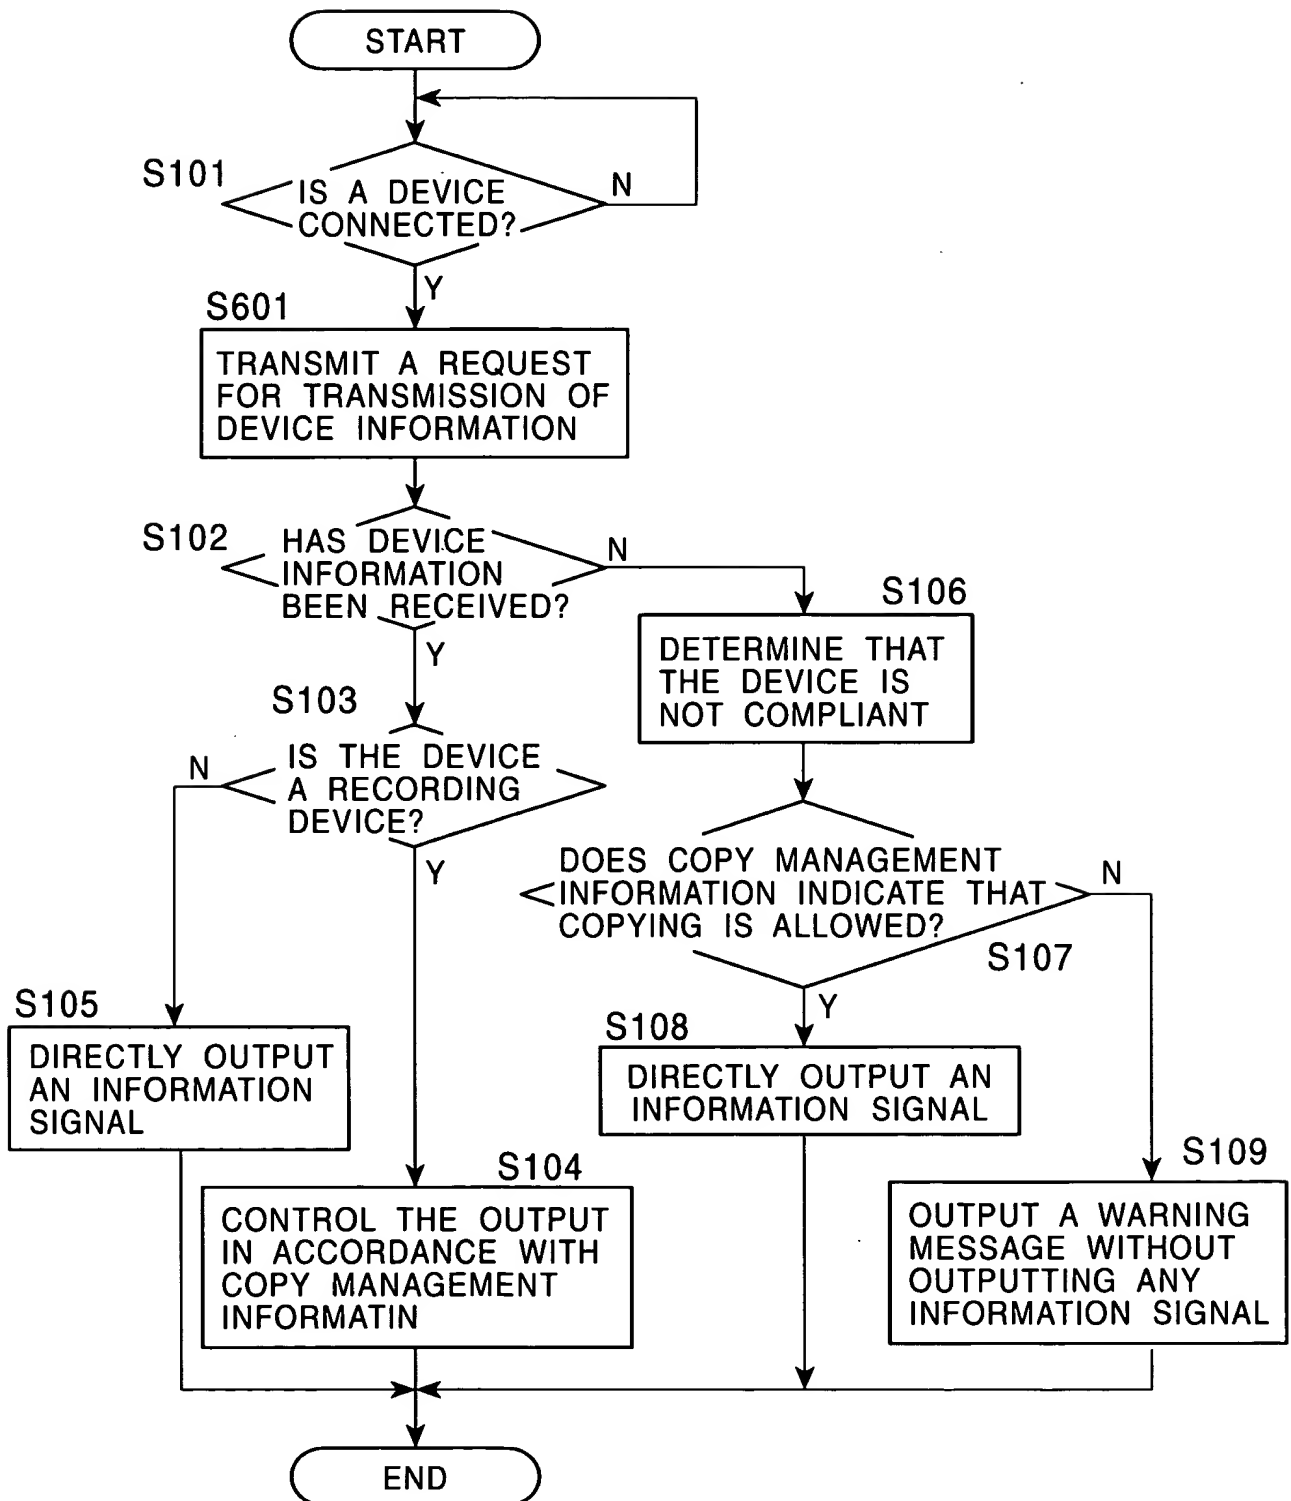 START
S101
IS A DEVICE
CONNECTED?
N
Y
S601
TRANSMIT A REQUEST
FOR TRANSMISSION OF
DEVICE INFORMATION
S102
HAS DEVICE
INFORMATION
BEEN RECEIVED?
N
Y
S106
DETERMINE THAT
THE DEVICE IS
NOT COMPLIANT
S103
IS THE DEVICE
A RECORDING
DEVICE?
N
Y
DOES COPY MANAGEMENT
INFORMATION INDICATE THAT
COPYING IS ALLOWED?
N
S107
Y
S105
DIRECTLY OUTPUT
AN INFORMATION
SIGNAL
S108
DIRECTLY OUTPUT AN
INFORMATION SIGNAL
S104
CONTROL THE OUTPUT
IN ACCORDANCE WITH
COPY MANAGEMENT
INFORMATIN
S109
OUTPUT A WARNING
MESSAGE WITHOUT
OUTPUTTING ANY
INFORMATION SIGNAL
END